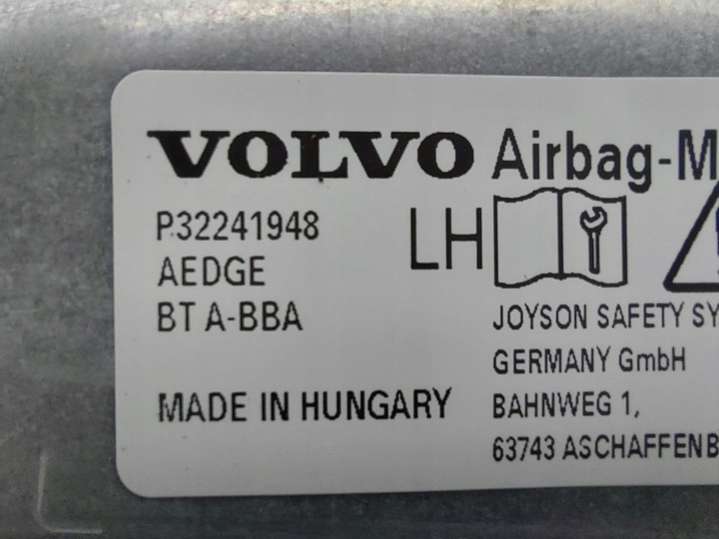 VOLVO Airbag-M
P32241948
LH
AEDGE
BT A-BBA
JOYSON SAFETY SY
GERMANY GmbH
MADE IN HUNGARY
BAHNWEG 1,
63743 ASCHAFFENB